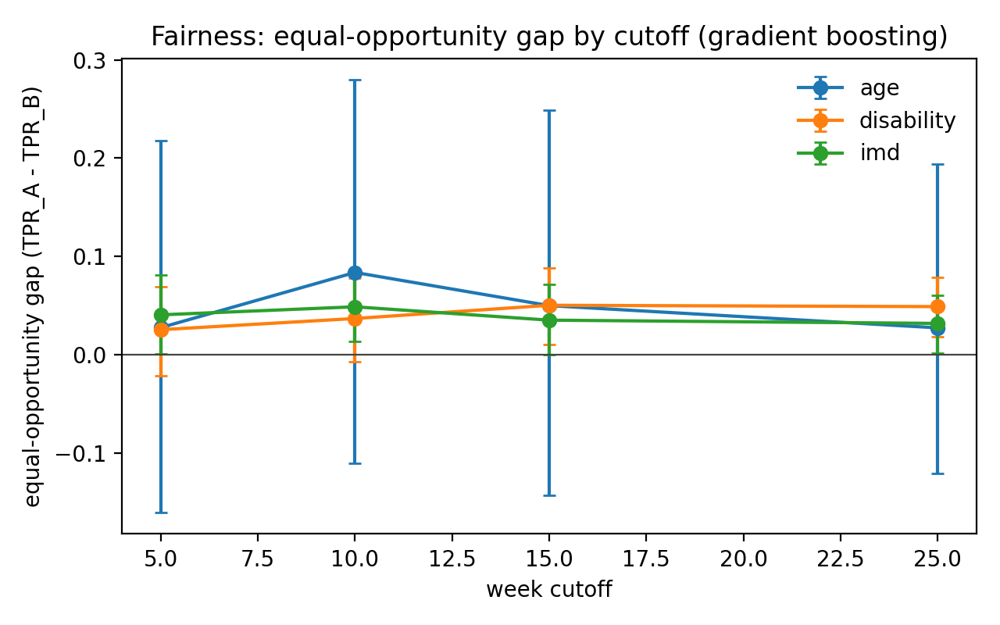 Fairness: equal-opportunity gap by cutoff (gradient boosting)
equal-opportunity gap (TPR_A - TPR_B)
0.3
0.2
0.1
0.0
−0.1
age
disability
imd
5.0 7.5 10.0 12.5 15.0 17.5 20.0 22.5 25.0
week cutoff